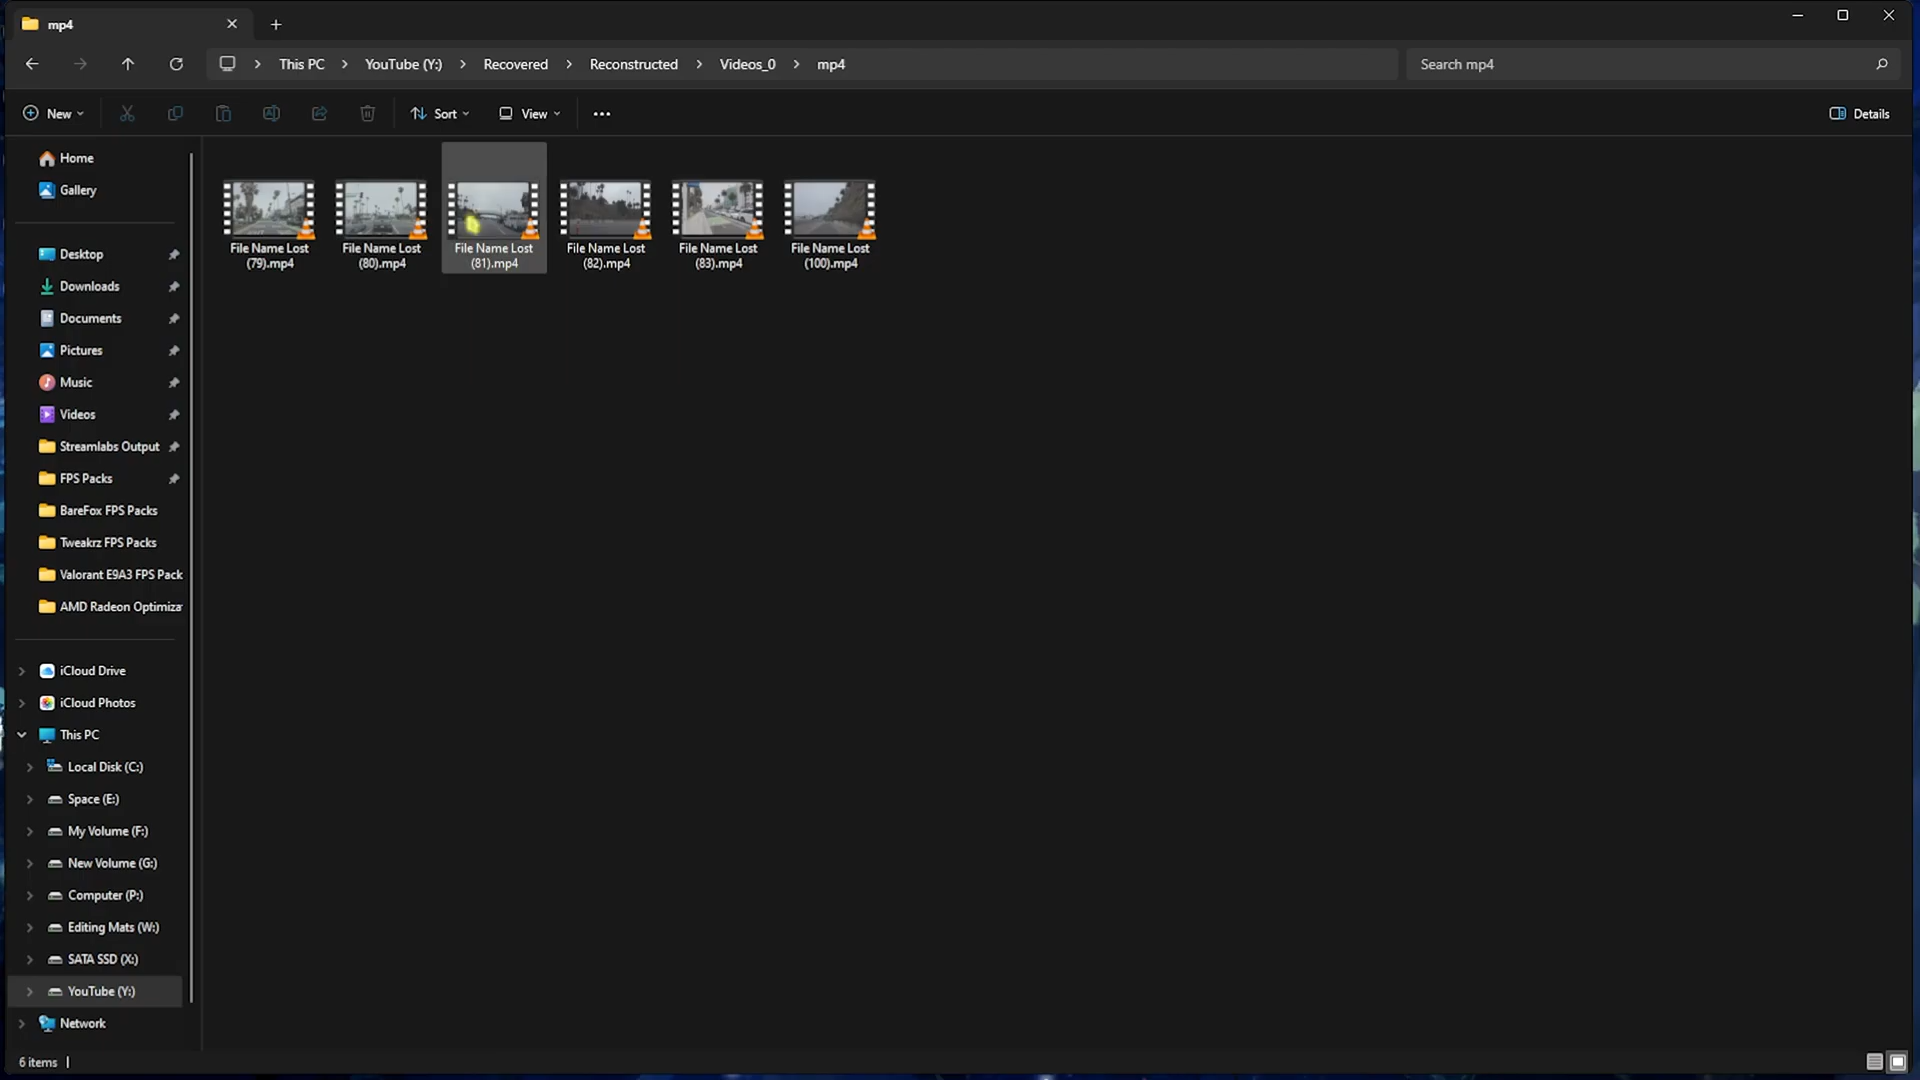 mp4
This PC
YouTube (Y:)
Recovered
Reconstructed
Videos_0
mp4
Search mp4
New
Sort
View
Details
Home
Gallery
Desktop
Downloads
Documents
Pictures
Music
Videos
Streamlabs Output
FPS Packs
BareFox FPS Packs
Tweakrz FPS Packs
Valorant E9A3 FPS Pack
AMD Radeon Optimiza
iCloud Drive
iCloud Photos
This PC
Local Disk (C:)
Space (E:)
My Volume (F:)
New Volume (G:)
Computer (P:)
Editing Mats (W:)
SATA SSD (X:)
YouTube (Y:)
Network
File Name Lost
(79).mp4
File Name Lost
(80).mp4
File Name Lost
(81).mp4
File Name Lost
(82).mp4
File Name Lost
(83).mp4
File Name Lost
(100).mp4
6 items